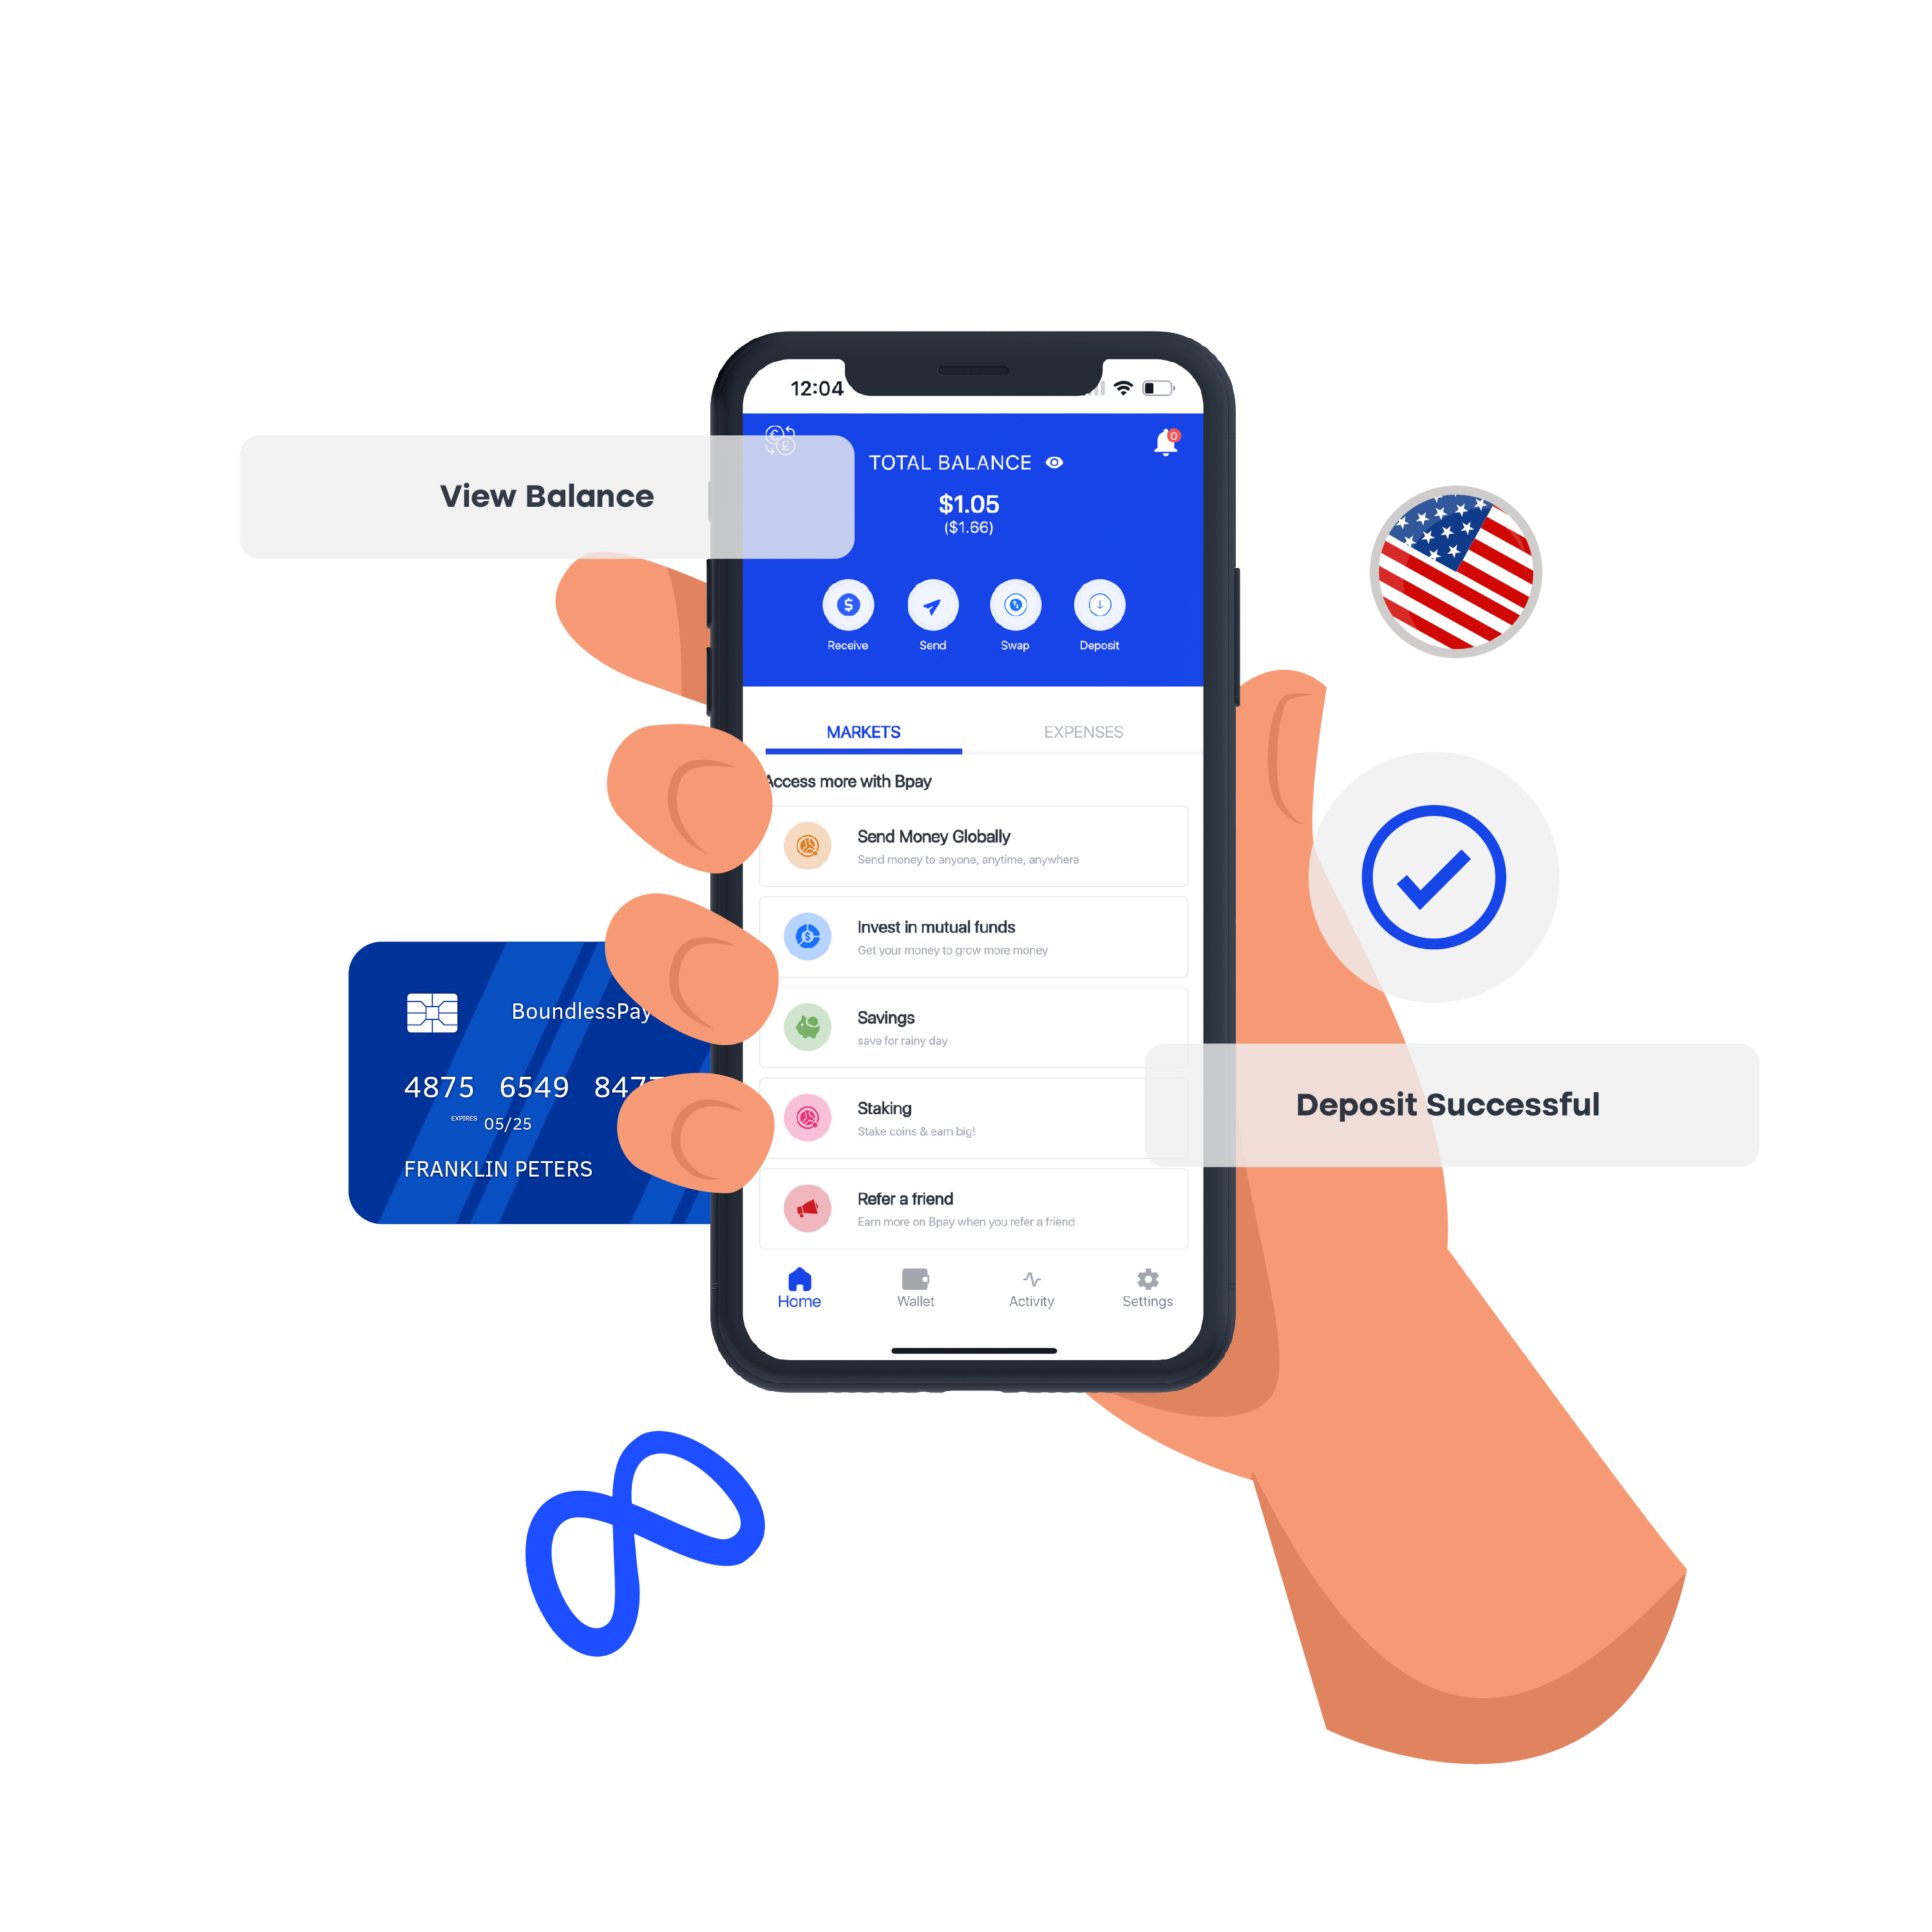 12:04
0
View Balance
TOTAL BALANCE
$1.05
($1.66)
Receive
Send
Swap
Deposit
MARKETS
EXPENSES
Access more with Bpay
Send Money Globally
Send money to anyone, anytime, anywhere
Invest in mutual funds
Get your money to grow more money
Savings
save for rainy day
Staking
Stake coins & earn big!
Refer a friend
Earn more on Bpay when you refer a friend
Home
Wallet
Activity
Settings
BoundlessPay
4875 6549 847
EXPIRES 05/25
FRANKLIN PETERS
Deposit Successful